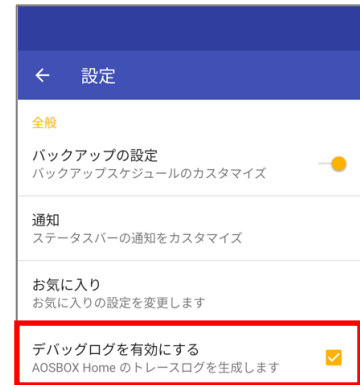 設定
全般
バックアップの設定
バックアップスケジュールのカスタマイズ
通知
ステータスバーの通知をカスタマイズ
お気に入り
お気に入りの設定を変更します
デバッグログを有効にする
AOSBOX Home のトレースログを生成します